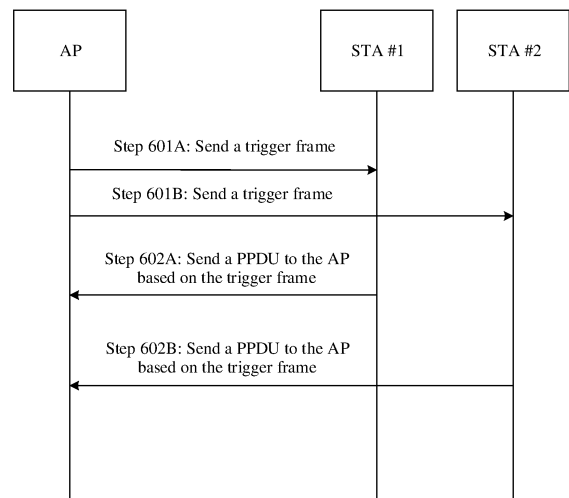 AP
STA #1
STA #2
Step 601A: Send a trigger frame
Step 601B: Send a trigger frame
Step 602A: Send a PPDU to the AP
based on the trigger frame
Step 602B: Send a PPDU to the AP
based on the trigger frame